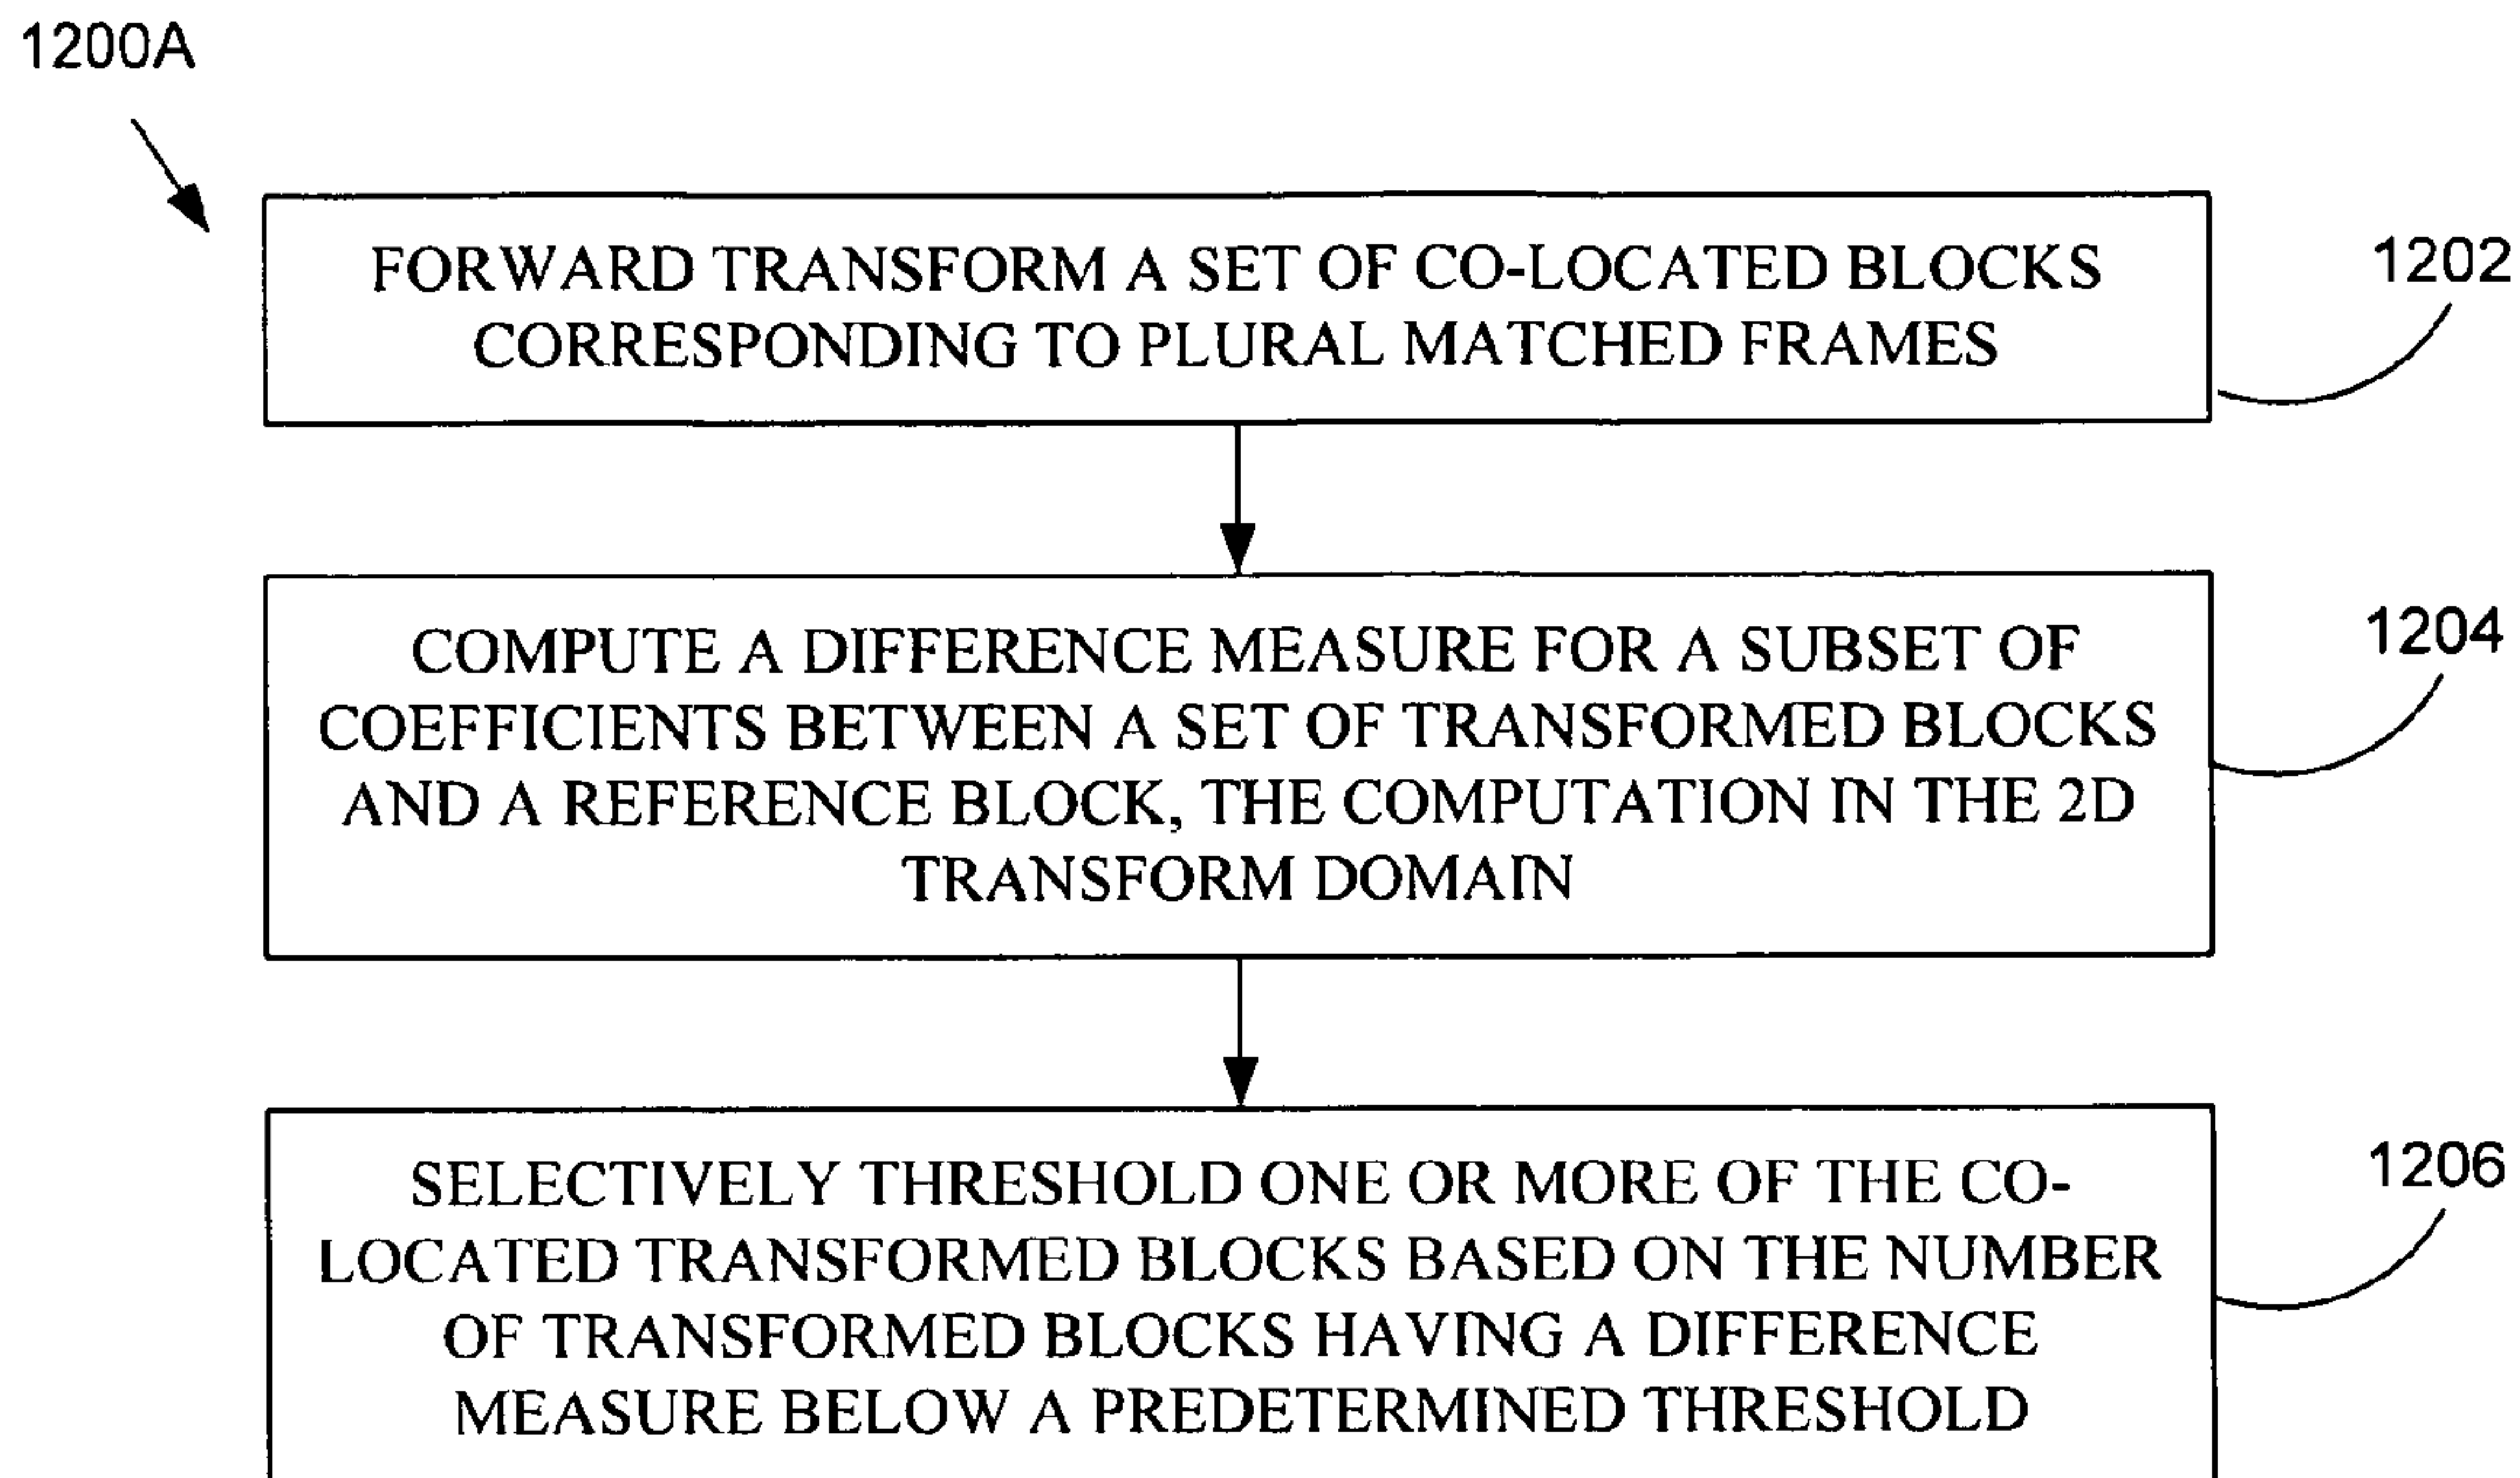 1200A
FORWARD TRANSFORM A SET OF CO-LOCATED BLOCKS
CORRESPONDING TO PLURAL MATCHED FRAMES
1202
COMPUTE A DIFFERENCE MEASURE FOR A SUBSET OF
COEFFICIENTS BETWEEN A SET OF TRANSFORMED BLOCKS
AND A REFERENCE BLOCK, THE COMPUTATION IN THE 2D
TRANSFORM DOMAIN
1204
SELECTIVELY THRESHOLD ONE OR MORE OF THE CO-
LOCATED TRANSFORMED BLOCKS BASED ON THE NUMBER
OF TRANSFORMED BLOCKS HAVING A DIFFERENCE
MEASURE BELOW A PREDETERMINED THRESHOLD
1206